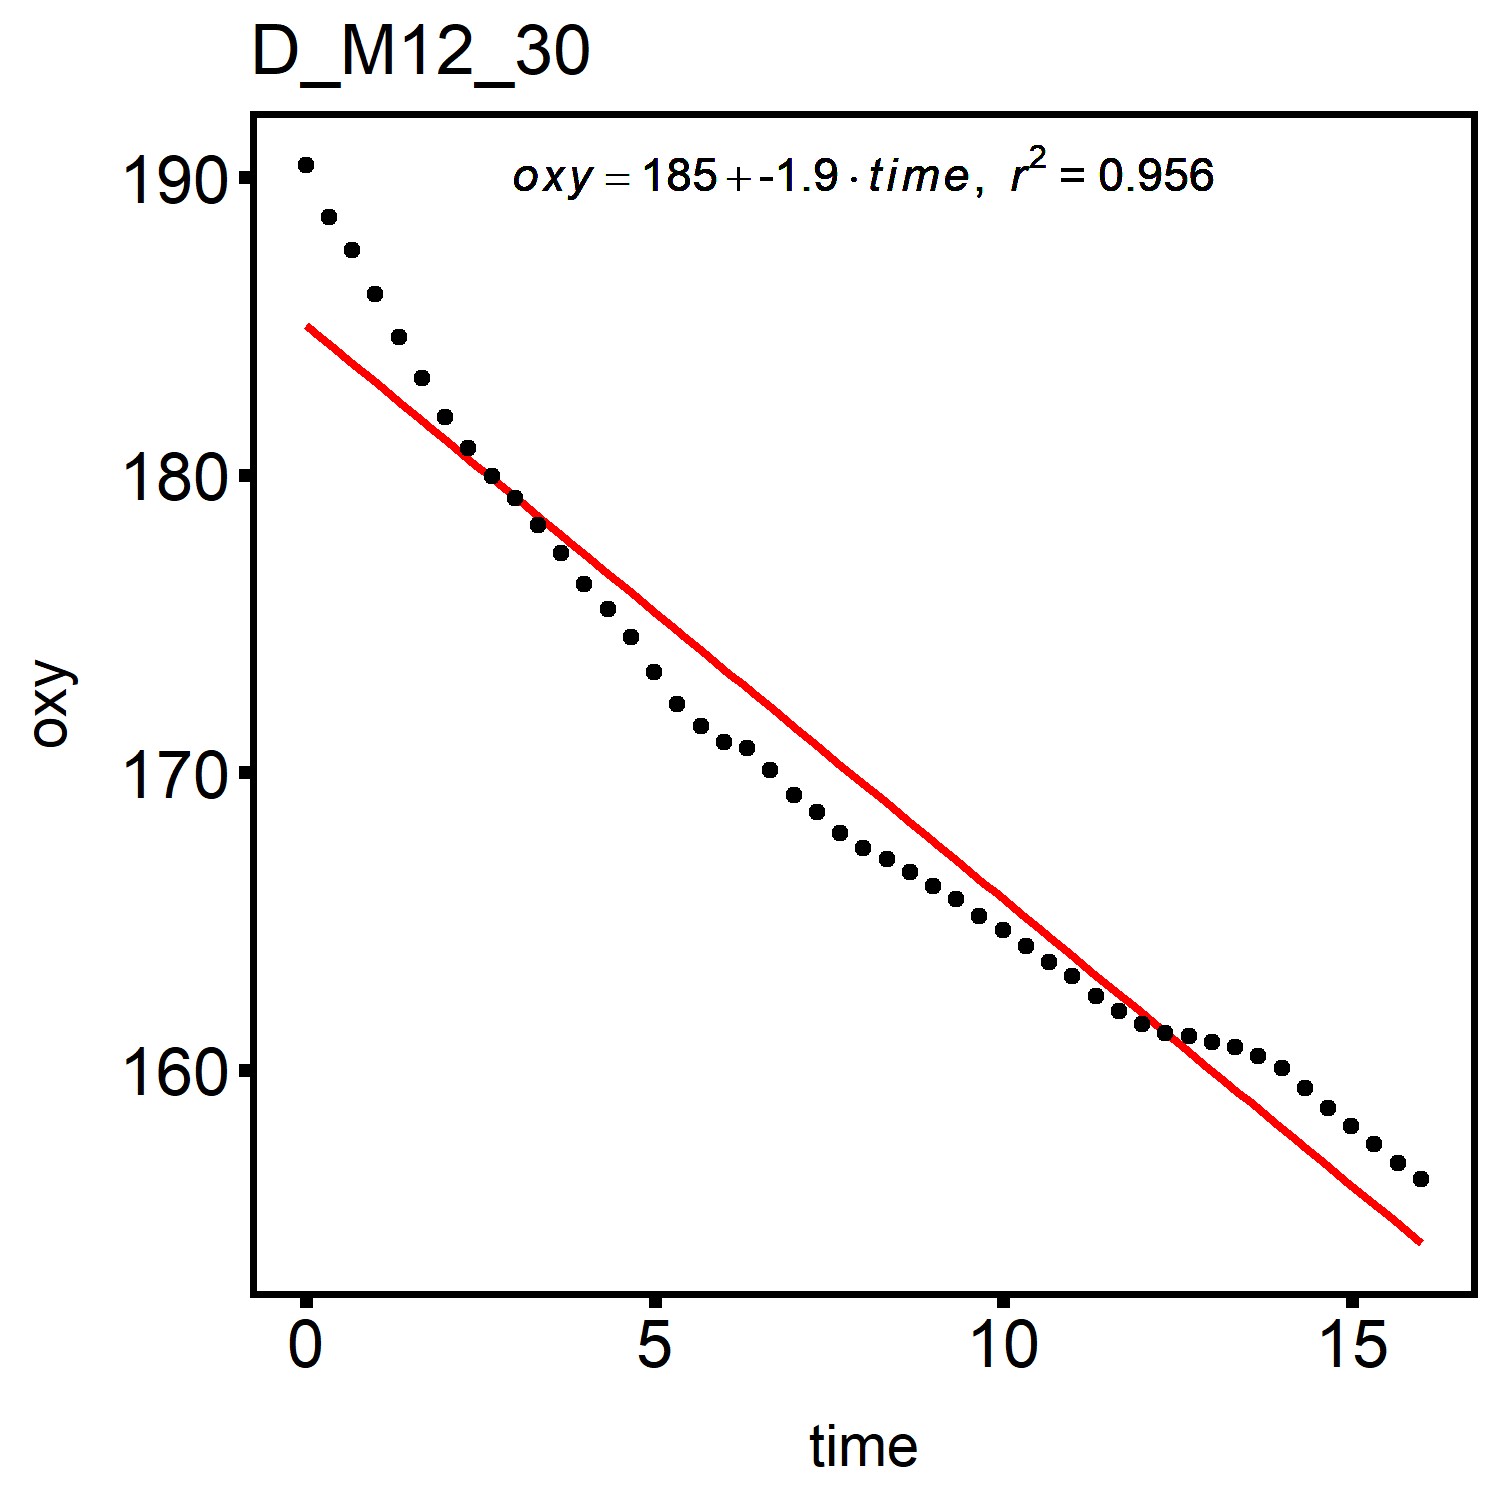 D_M12_30
oxy = 185 + -1.9 · time, r² = 0.956
190
180
170
160
oxy
0 5 10 15
time